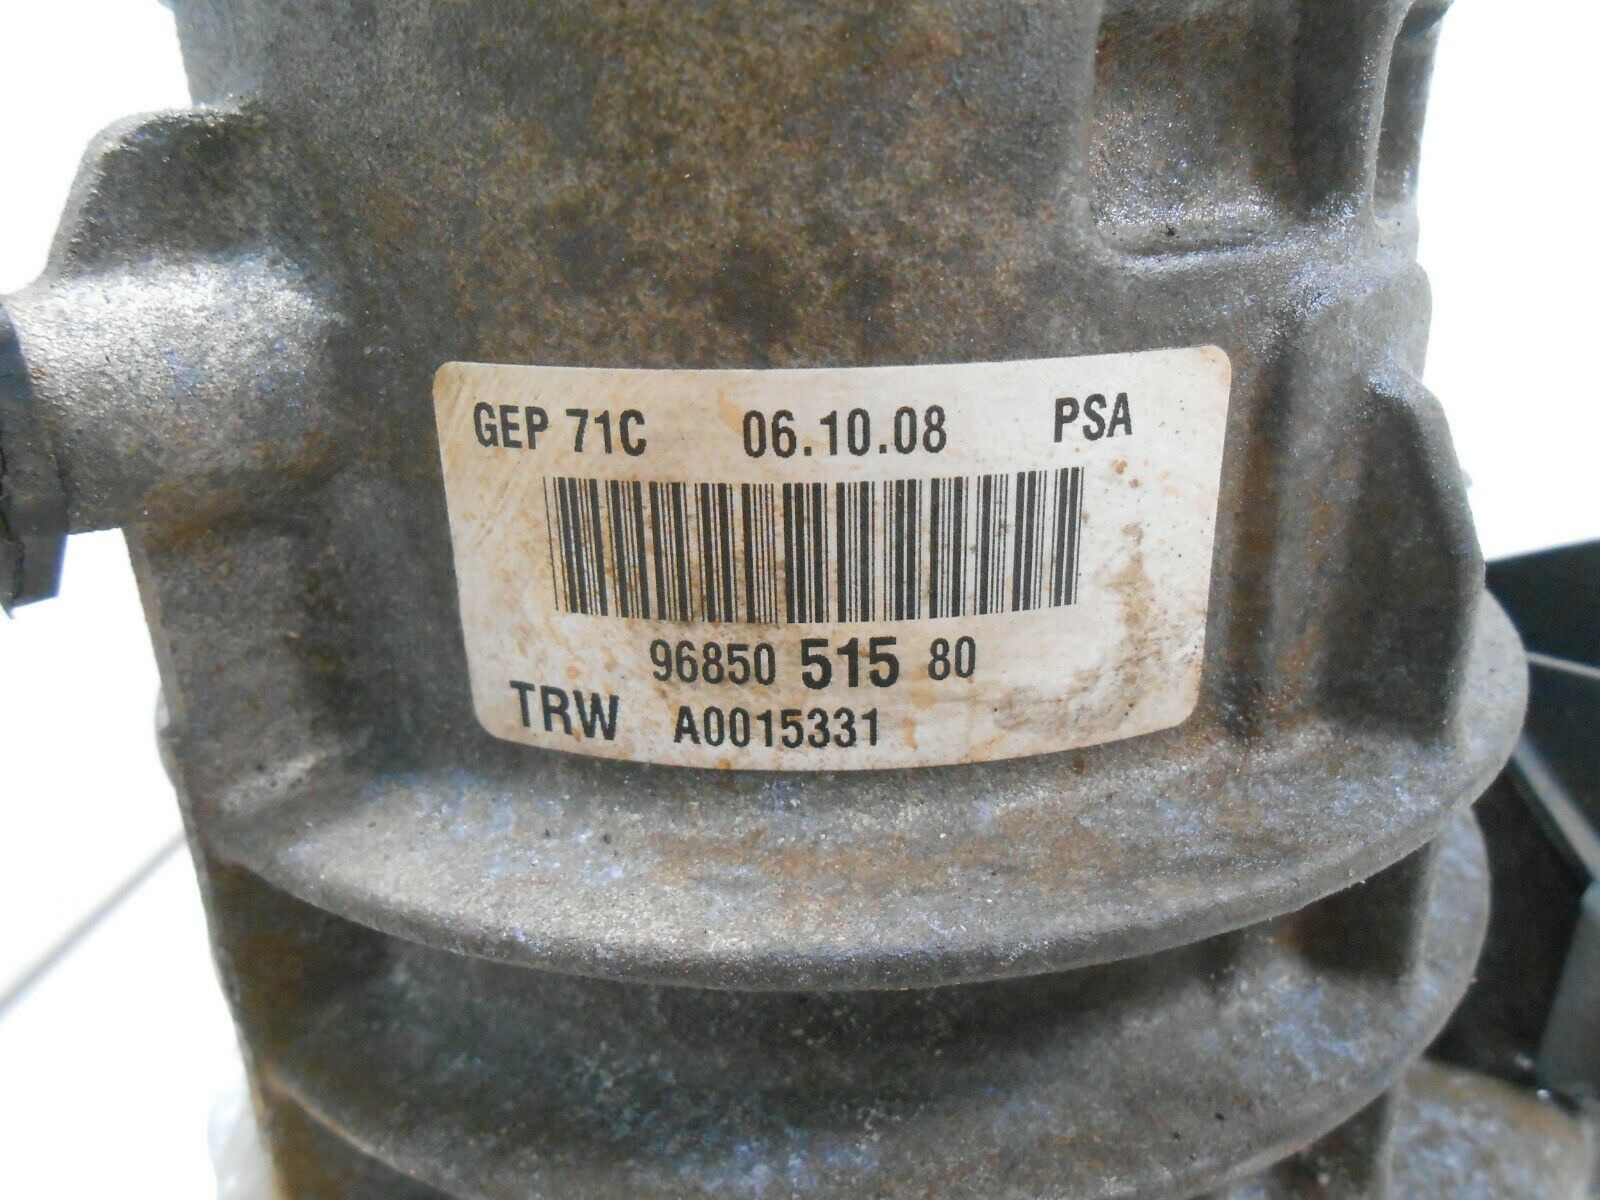 GEP 71C 06.10.08 PSA
96850 515 80
TRW A0015331